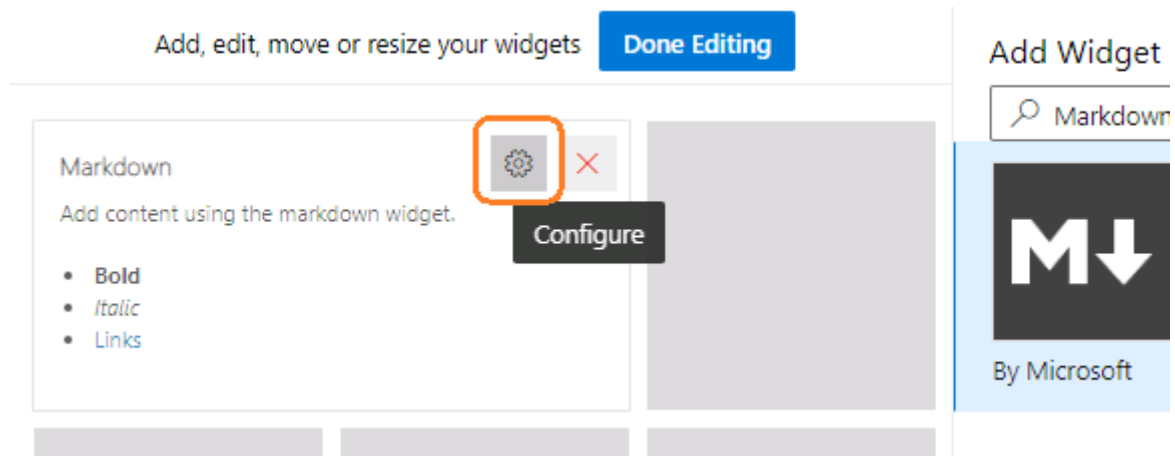 Add, edit, move or resize your widgets Done Editing
Add Widget
Markdown
Markdown
Add content using the markdown widget.
Configure
Bold
Italic
Links
M
By Microsoft